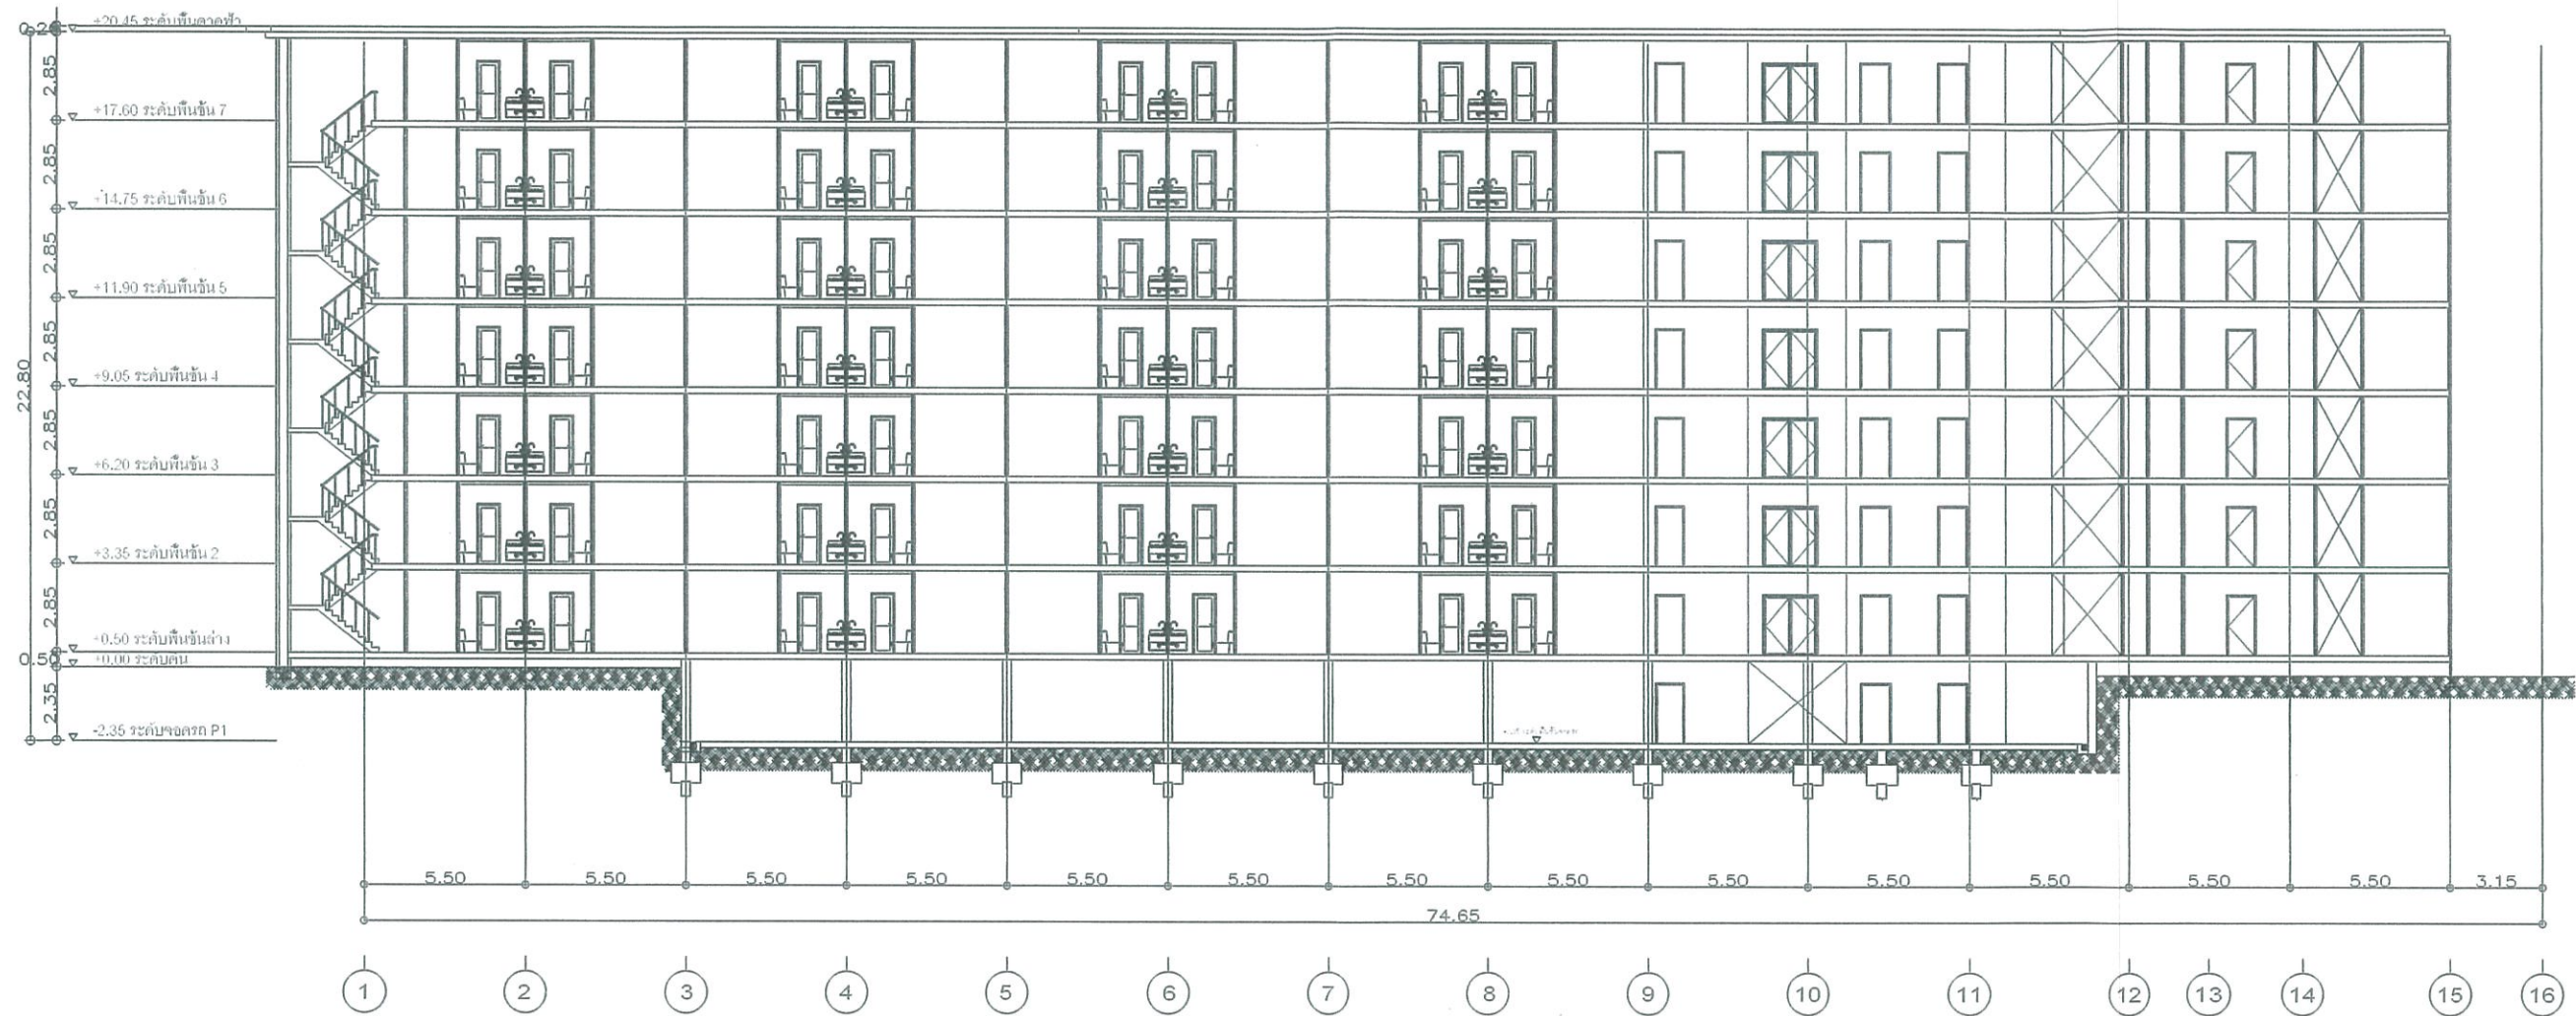 +20.45 ระดับพื้นดาดฟ้า
2.85
+17.60 ระดับพื้นชั้น 7
2.85
+14.75 ระดับพื้นชั้น 6
2.85
+11.90 ระดับพื้นชั้น 5
2.85
+9.05 ระดับพื้นชั้น 4
22.80
2.85
+6.20 ระดับพื้นชั้น 3
2.85
+3.35 ระดับพื้นชั้น 2
2.85
+0.50 ระดับพื้นชั้นล่าง
0.50
+0.00 ระดับดิน
2.35
-2.35 ระดับจอดรถ P1
5.50 5.50 5.50 5.50 5.50 5.50 5.50 5.50 5.50 5.50 5.50 5.50 5.50 3.15
74.65
1 2 3 4 5 6 7 8 9 10 11 12 13 14 15 16